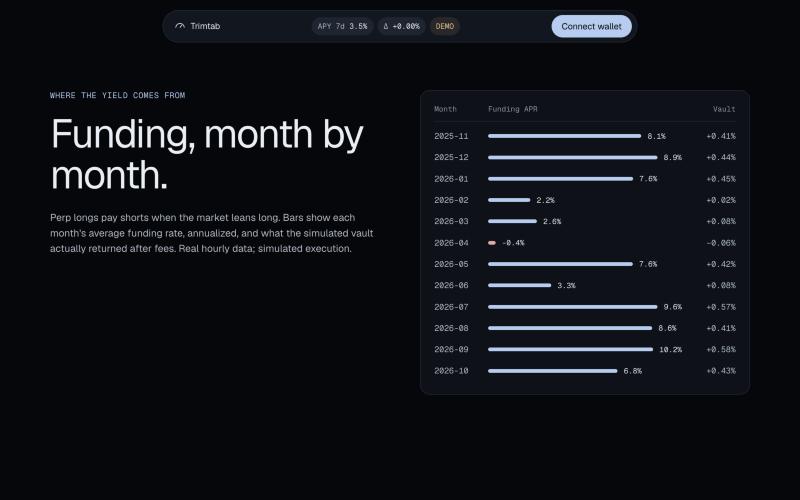 Trimtab APY 7d 3.5% Δ +0.00% DEMO Connect wallet
WHERE THE YIELD COMES FROM
Funding, month by
month.
Perp longs pay shorts when the market leans long. Bars show each
month's average funding rate, annualized, and what the simulated vault
actually returned after fees. Real hourly data; simulated execution.
Month Funding APR Vault
2025-11 8.1% +0.41%
2025-12 8.9% +0.44%
2026-01 7.6% +0.45%
2026-02 2.2% +0.02%
2026-03 2.6% +0.08%
2026-04 -0.4% -0.06%
2026-05 7.6% +0.42%
2026-06 3.3% +0.08%
2026-07 9.6% +0.57%
2026-08 8.6% +0.41%
2026-09 10.2% +0.58%
2026-10 6.8% +0.43%